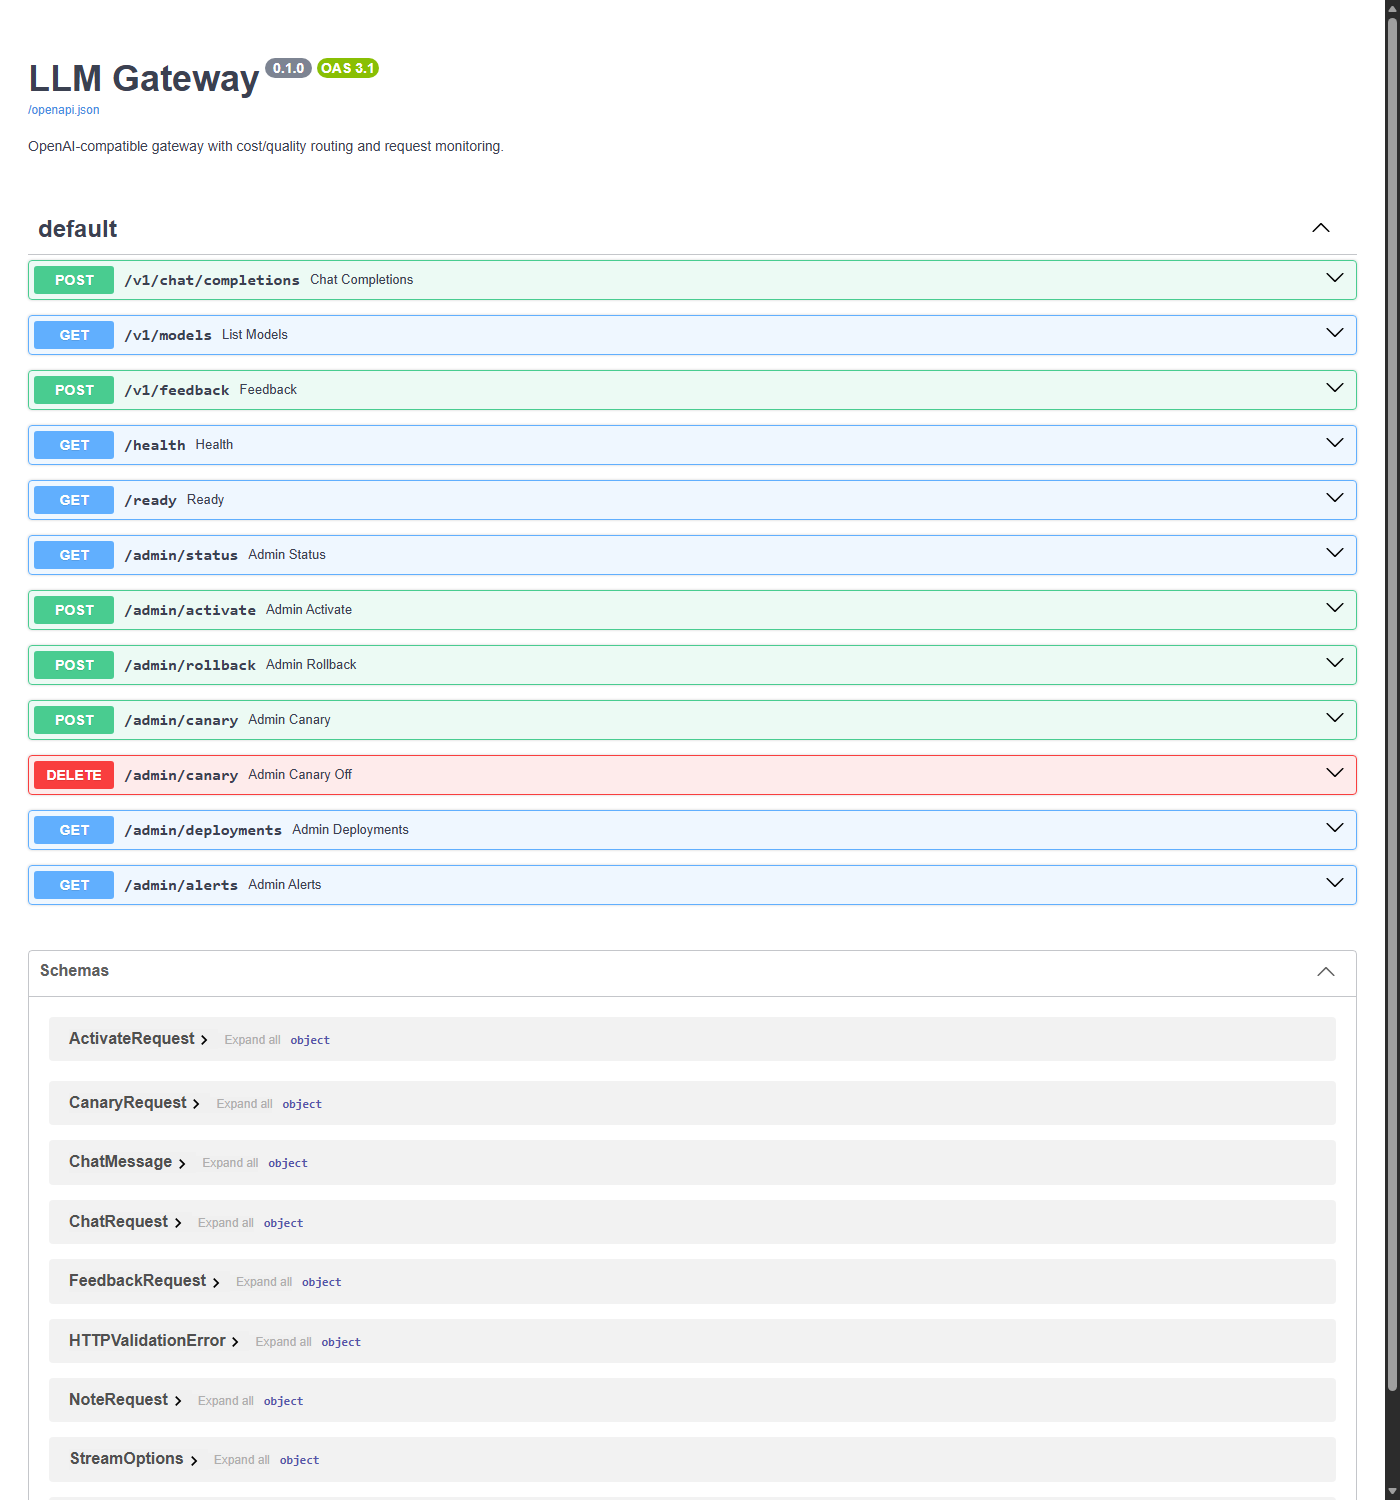 LLM Gateway 0.1.0 OAS 3.1
/openapi.json
OpenAI-compatible gateway with cost/quality routing and request monitoring.
default
POST /v1/chat/completions Chat Completions
GET /v1/models List Models
POST /v1/feedback Feedback
GET /health Health
GET /ready Ready
GET /admin/status Admin Status
POST /admin/activate Admin Activate
POST /admin/rollback Admin Rollback
POST /admin/canary Admin Canary
DELETE /admin/canary Admin Canary Off
GET /admin/deployments Admin Deployments
GET /admin/alerts Admin Alerts
Schemas
ActivateRequest Expand all object
CanaryRequest Expand all object
ChatMessage Expand all object
ChatRequest Expand all object
FeedbackRequest Expand all object
HTTPValidationError Expand all object
NoteRequest Expand all object
StreamOptions Expand all object